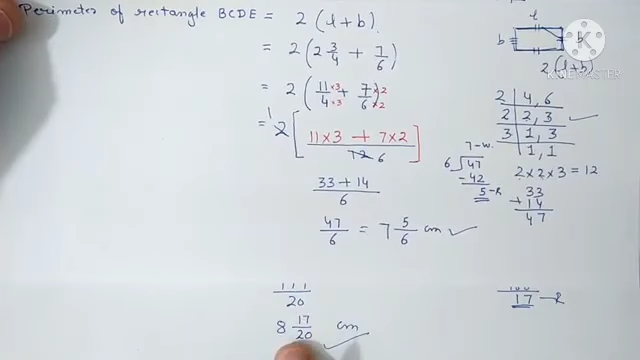 Perimeter of rectangle BCDE = 2 (l+b)
= 2 (2 3/4 + 7/6)
= 2 (11×3/4×3 + 7×2/6×2)
= 1 2 [11×3 + 7×2 / 12 6]
33+14 / 6
47/6 = 7 5/6 cm
111/20
8 17/20 cm
l
b b
2(l+b)
KINEMASTER
2 | 4, 6
2 | 2, 3
3 | 1, 3
1, 1
2×2×3 = 12
7-w.
6 √47
-42
5-R
33
+14
47
17 -R